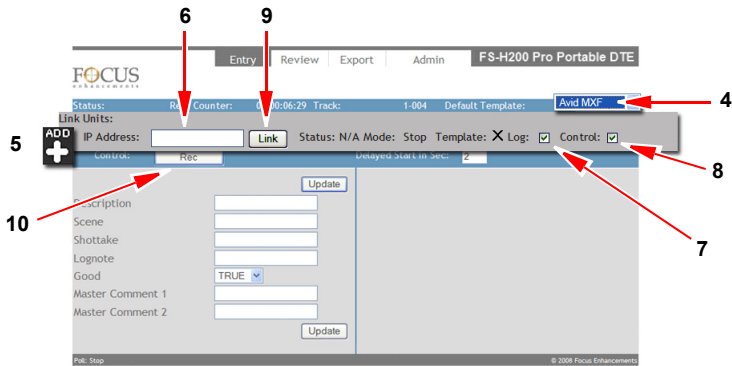 6 9
Entry Review Export Admin FS-H200 Pro Portable DTE
FOCUS
enhancements
Status: Rec Counter: 00:06:29 Track: 1-004 Default Template: Avid MXF 4
Link Units:
5 ADD IP Address: Link Status: N/A Mode: Stop Template: X Log: Control:
Control: Rec Delayed Start in Sec: 2
8
Update
10 Description
Scene
Shottake
7
Lognote
Good TRUE
Master Comment 1
Master Comment 2
Update
Poll: Stop © 2008 Focus Enhancements